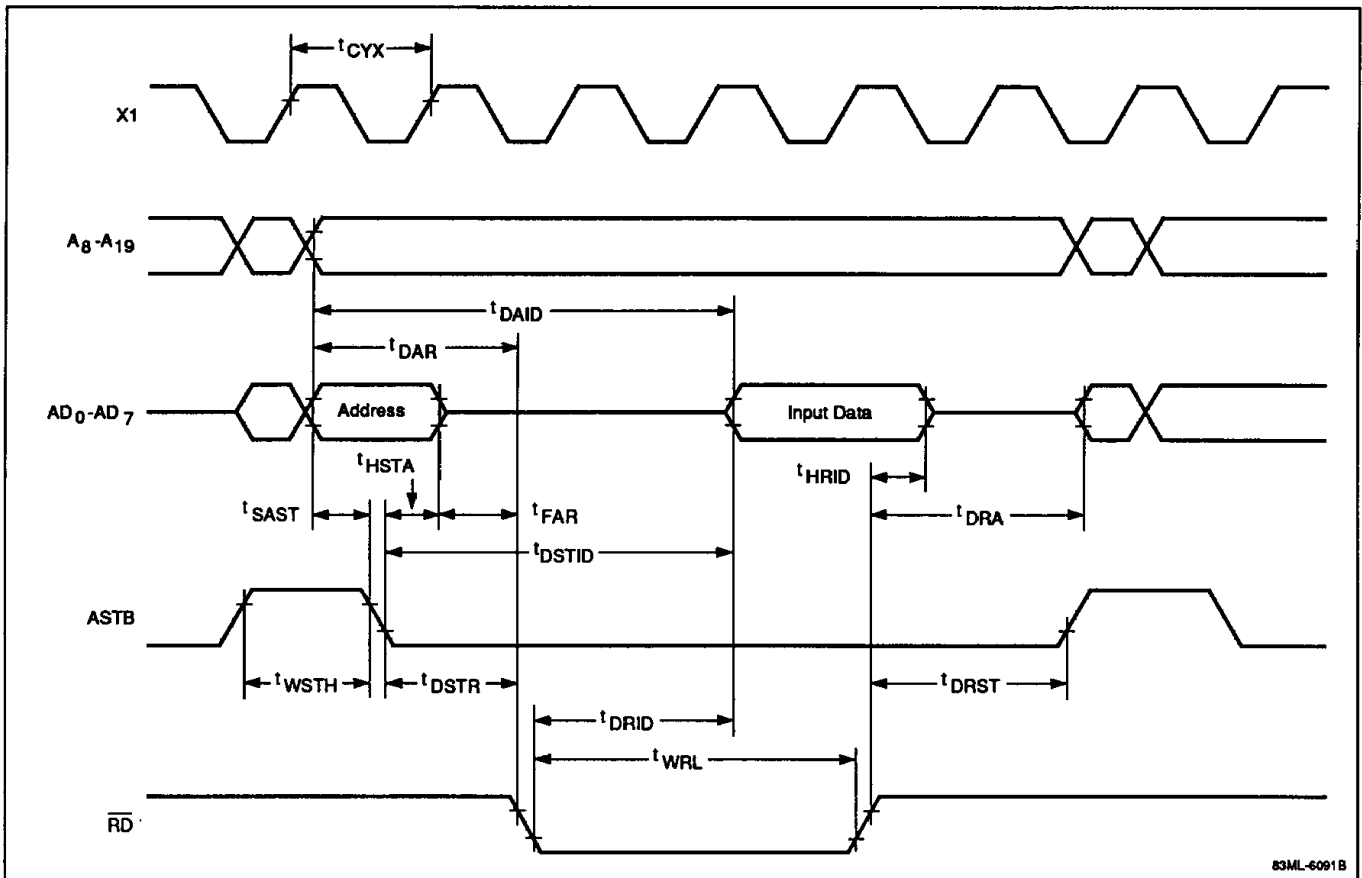 tCYX
X1
A8-A19
tDAID
tDAR
AD0-AD7
Address
Input Data
tHSTA
tHRID
tSAST
tFAR
tDRA
tDSTID
ASTB
tWSTH
tDSTR
tDRST
tDRID
tWRL
RD
83ML-6091B